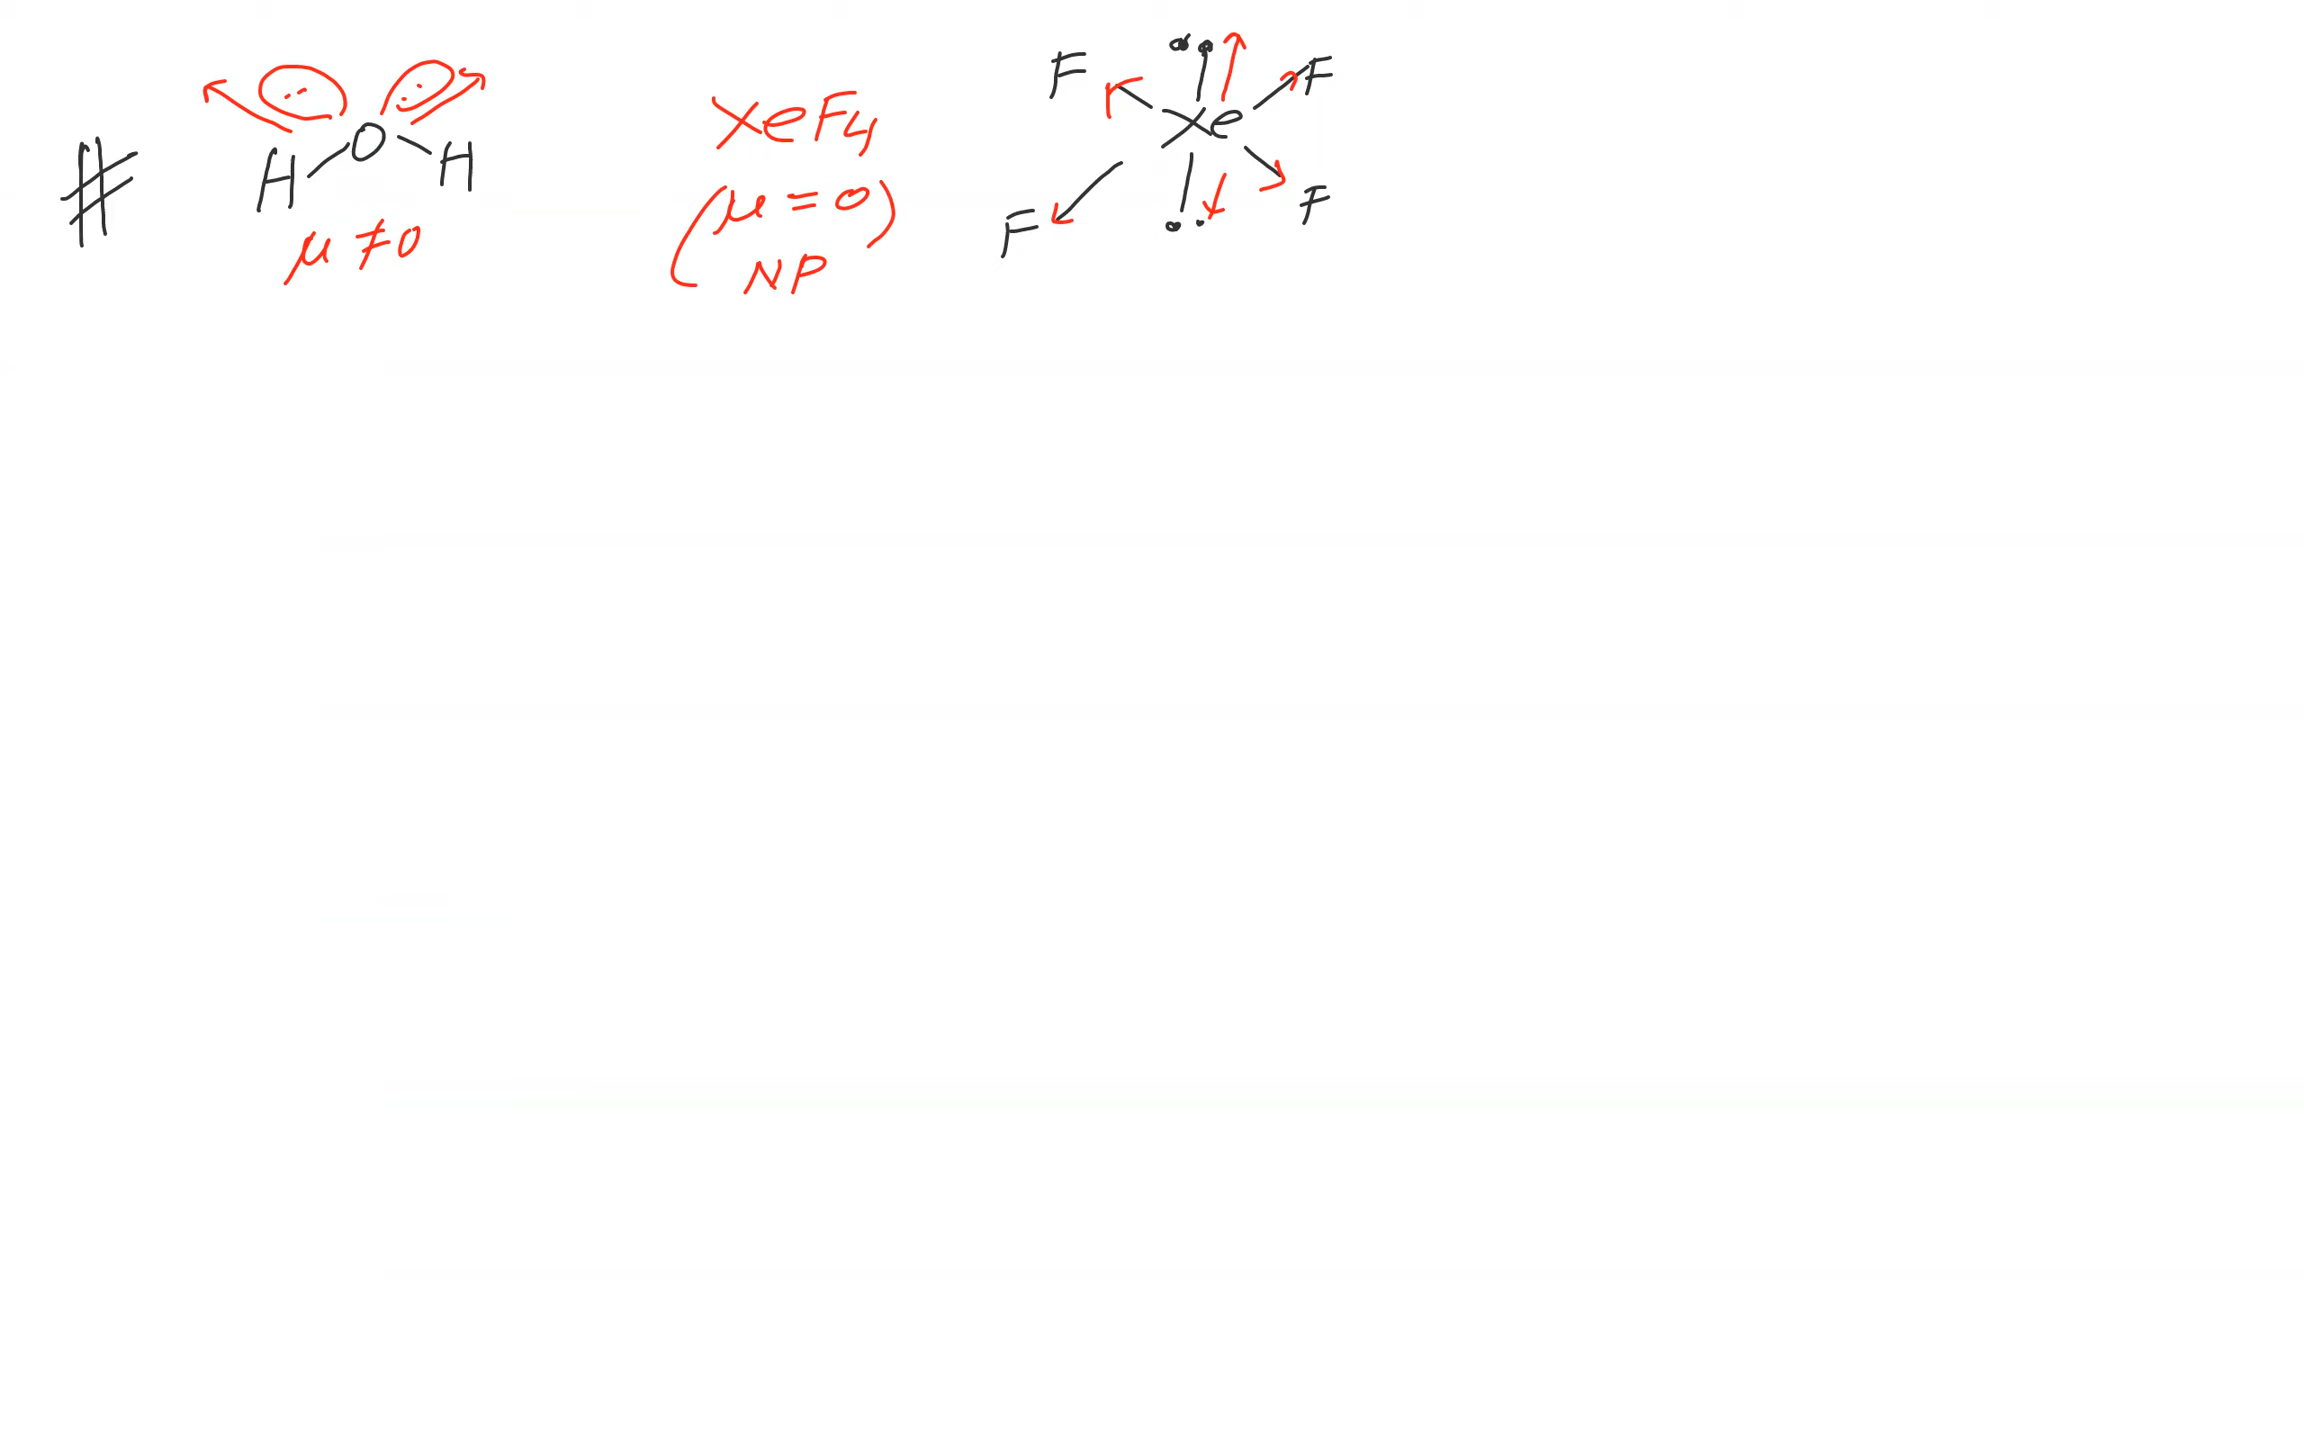 #
H O H
μ ≠ 0
XeF4
(μ = 0)
NP
F Xe F
F F